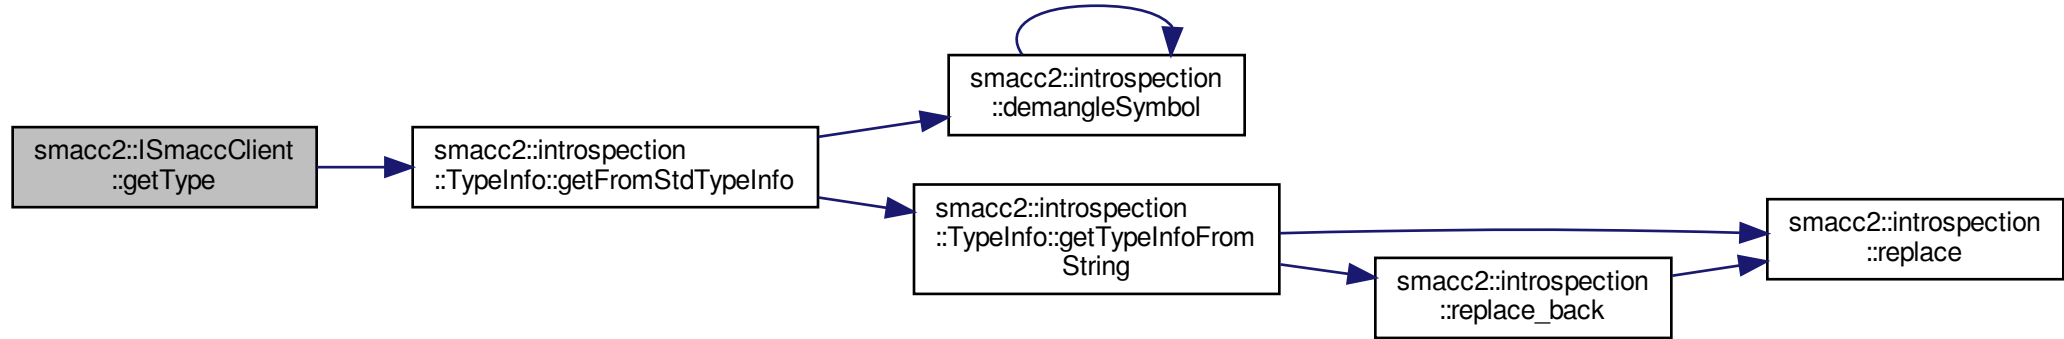 smacc2::ISmaccClient
::getType
smacc2::introspection
::TypeInfo::getFromStdTypeInfo
smacc2::introspection
::demangleSymbol
smacc2::introspection
::TypeInfo::getTypeInfoFrom
String
smacc2::introspection
::replace_back
smacc2::introspection
::replace